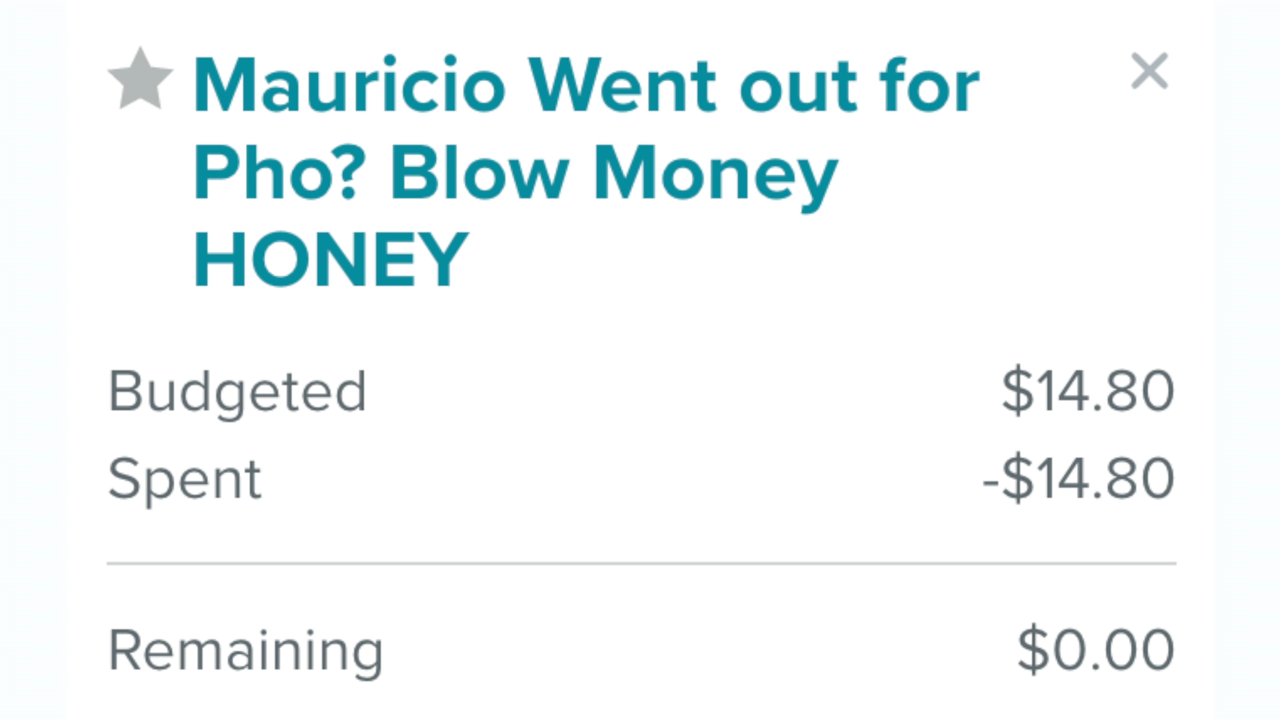 Mauricio Went out for
Pho? Blow Money
HONEY
Budgeted $14.80
Spent -$14.80
Remaining $0.00